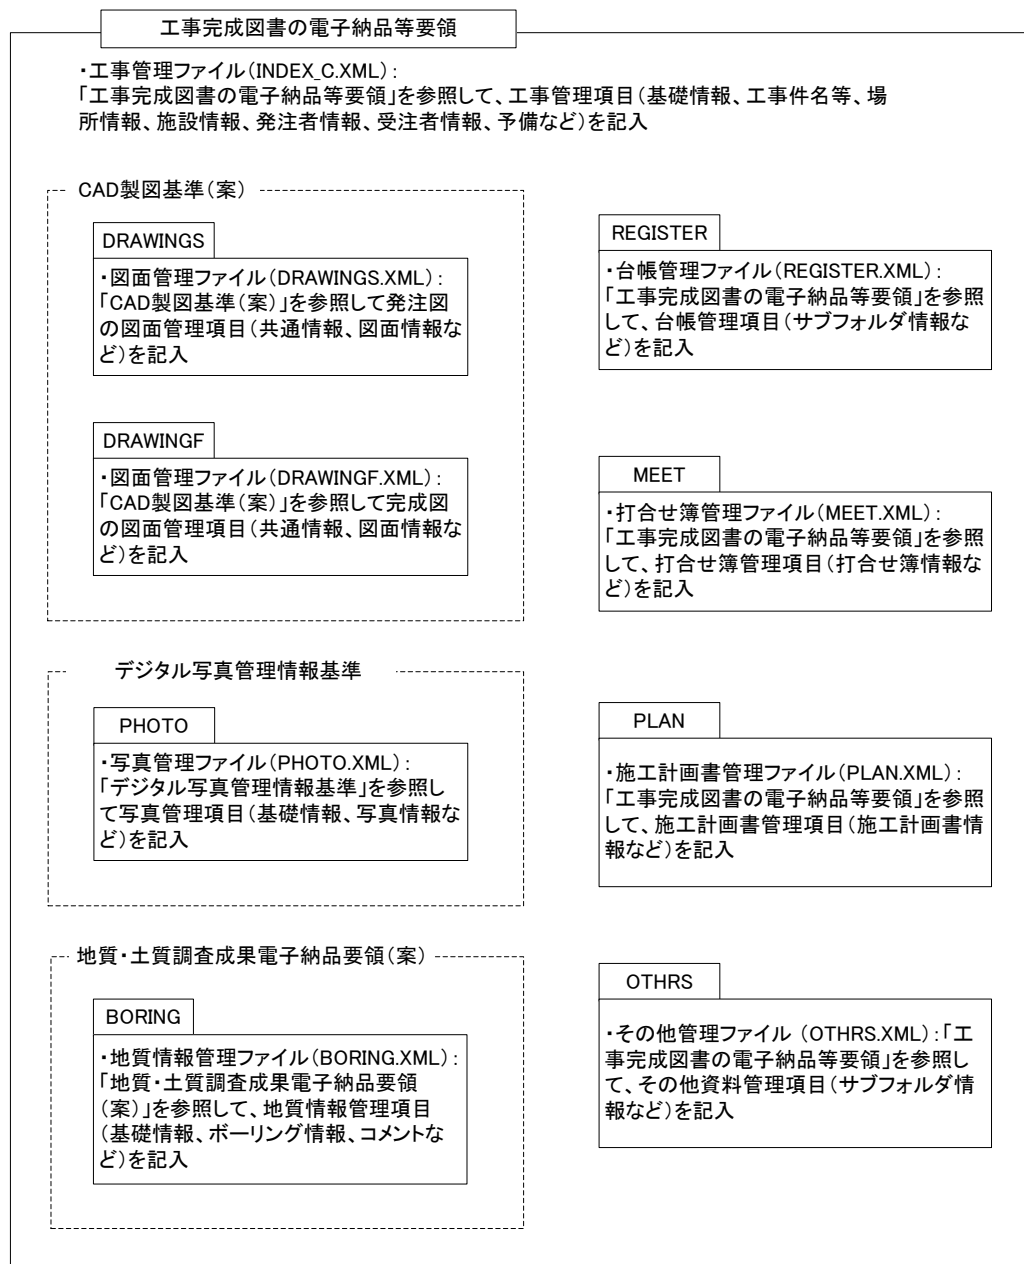 工事完成図書の電子納品等要領
・工事管理ファイル(INDEX_C.XML):
「工事完成図書の電子納品等要領」を参照して、工事管理項目(基礎情報、工事件名等、場
所情報、施設情報、発注者情報、受注者情報、予備など)を記入
CAD製図基準(案)
DRAWINGS
・図面管理ファイル(DRAWINGS.XML):
「CAD製図基準(案)」を参照して発注図
の図面管理項目(共通情報、図面情報な
ど)を記入
DRAWINGF
・図面管理ファイル(DRAWINGF.XML):
「CAD製図基準(案)」を参照して完成図
の図面管理項目(共通情報、図面情報な
ど)を記入
デジタル写真管理情報基準
PHOTO
・写真管理ファイル(PHOTO.XML):
「デジタル写真管理情報基準」を参照し
て写真管理項目(基礎情報、写真情報な
ど)を記入
地質・土質調査成果電子納品要領(案)
BORING
・地質情報管理ファイル(BORING.XML):
「地質・土質調査成果電子納品要領
(案)」を参照して、地質情報管理項目
(基礎情報、ボーリング情報、コメントな
ど)を記入
REGISTER
・台帳管理ファイル(REGISTER.XML):
「工事完成図書の電子納品等要領」を参照
して、台帳管理項目(サブフォルダ情報な
ど)を記入
MEET
・打合せ簿管理ファイル(MEET.XML):
「工事完成図書の電子納品等要領」を参照
して、打合せ簿管理項目(打合せ簿情報な
ど)を記入
PLAN
・施工計画書管理ファイル(PLAN.XML):
「工事完成図書の電子納品等要領」を参照
して、施工計画書管理項目(施工計画書情
報など)を記入
OTHRS
・その他管理ファイル (OTHRS.XML):「工
事完成図書の電子納品等要領」を参照し
て、その他資料管理項目(サブフォルダ情
報など)を記入